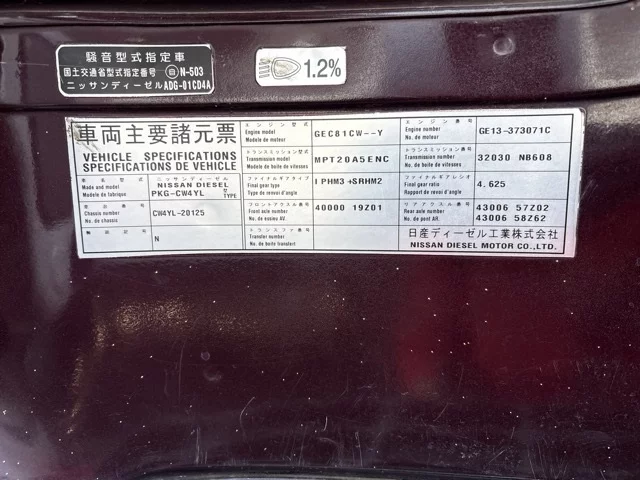 騒音型式指定車
国土交通省型式指定番号 自N-503
ニッサンディーゼル ADG-01CD4A
1.2%
車両主要諸元票
VEHICLE SPECIFICATIONS
SPECIFICATIONS DE VEHICLE
車名 ニッサンディーゼル 型式
Made and model NISSAN DIESEL
Modele de fabrique PKG-CW4YL TYPE
車台番号
Chassis number CW4YL-20125
No. de chassis
N
エンジン型式
Engine model GEC81CW--Y
Modele de moteur
トランスミッション型式
Transmission model MPT20A5ENC
Modele de boite de vitesses
ファイナルギアタイプ
Final gear type IPHM3+SRHM2
Type de renvoi d'angle
フロントアクスル番号
Front axle number 40000 19Z01
No. de essieu AV.
トランスファ番号
Transfer number
No. de boite transfert
エンジン番号
Engine number GE13-373071C
No. de moteur
トランスミッション番号
Transmission number 32030 NB608
No. de boite de vitesses
ファイナルギア比
Final gear ratio 4.625
Rapport de renvoi d'angle
リアアクスル番号 43006 57Z02
Rear axle number 43006 58Z62
No. de pont AR.
日産ディーゼル工業株式会社
NISSAN DIESEL MOTOR CO.,LTD.